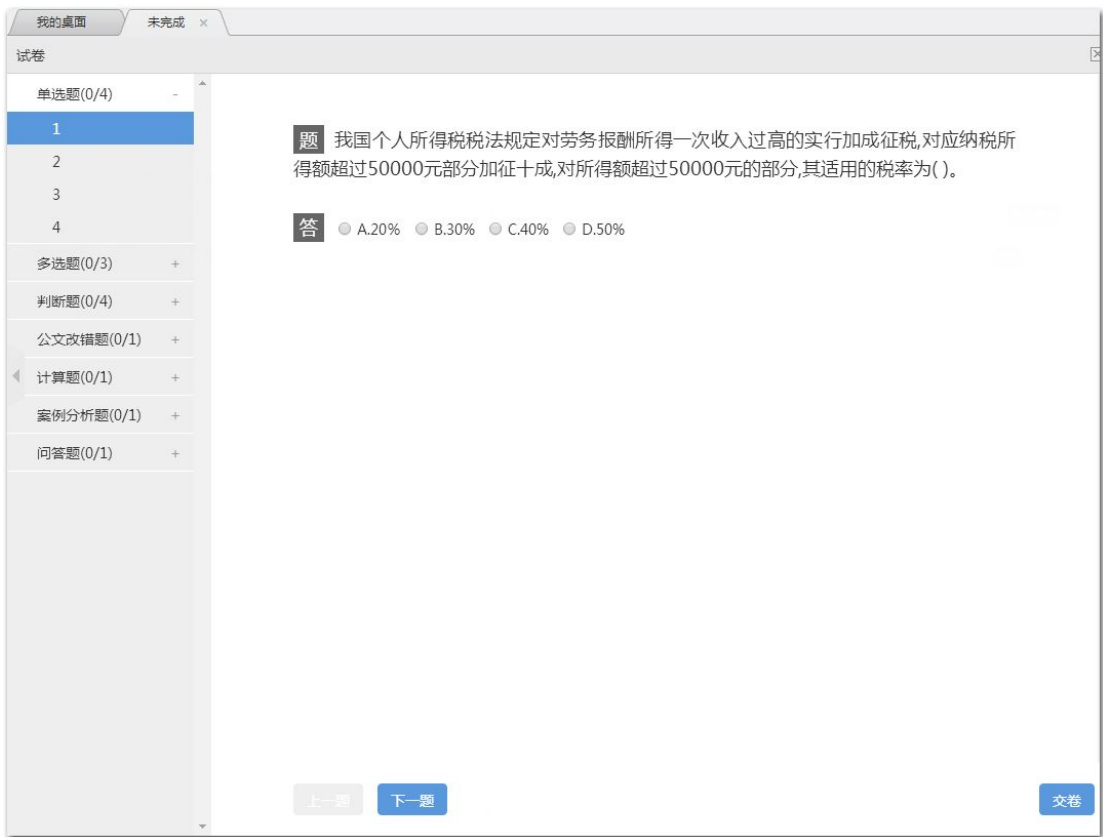 我的桌面
未完成 ×
试卷
单选题(0/4) -
1
2
3
4
多选题(0/3) +
判断题(0/4) +
公文改错题(0/1) +
计算题(0/1) +
案例分析题(0/1) +
问答题(0/1) +
题 我国个人所得税税法规定对劳务报酬所得一次收入过高的实行加成征税,对应纳税所
得额超过50000元部分加征十成,对所得额超过50000元的部分,其适用的税率为( )。
答 A.20% B.30% C.40% D.50%
上一题 下一题 交卷